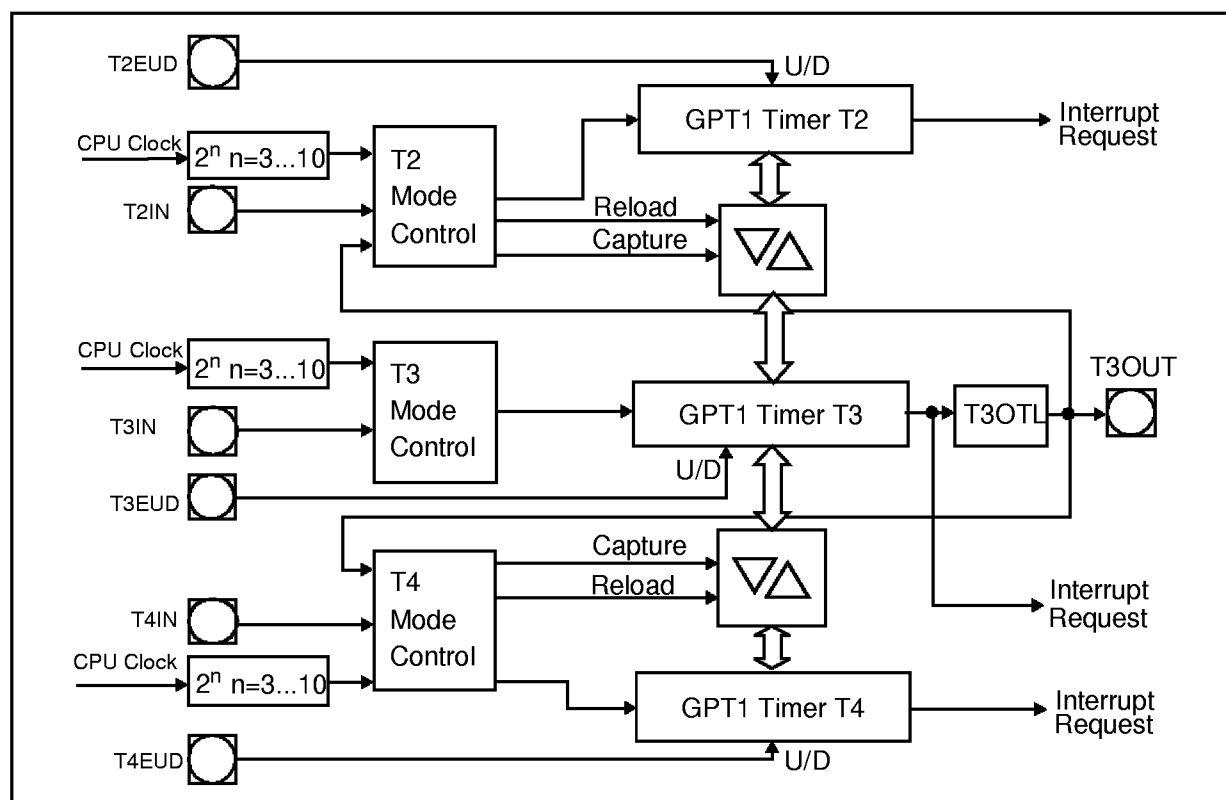 T2EUD
U/D
GPT1 Timer T2
Interrupt
Request
CPU Clock
2ⁿ n=3...10
T2
Mode
Control
T2IN
Reload
Capture
CPU Clock
2ⁿ n=3...10
T3
Mode
Control
T3IN
GPT1 Timer T3
T3OTL
T3OUT
U/D
T3EUD
Capture
Reload
T4
Mode
Control
T4IN
Interrupt
Request
CPU Clock
2ⁿ n=3...10
GPT1 Timer T4
Interrupt
Request
T4EUD
U/D